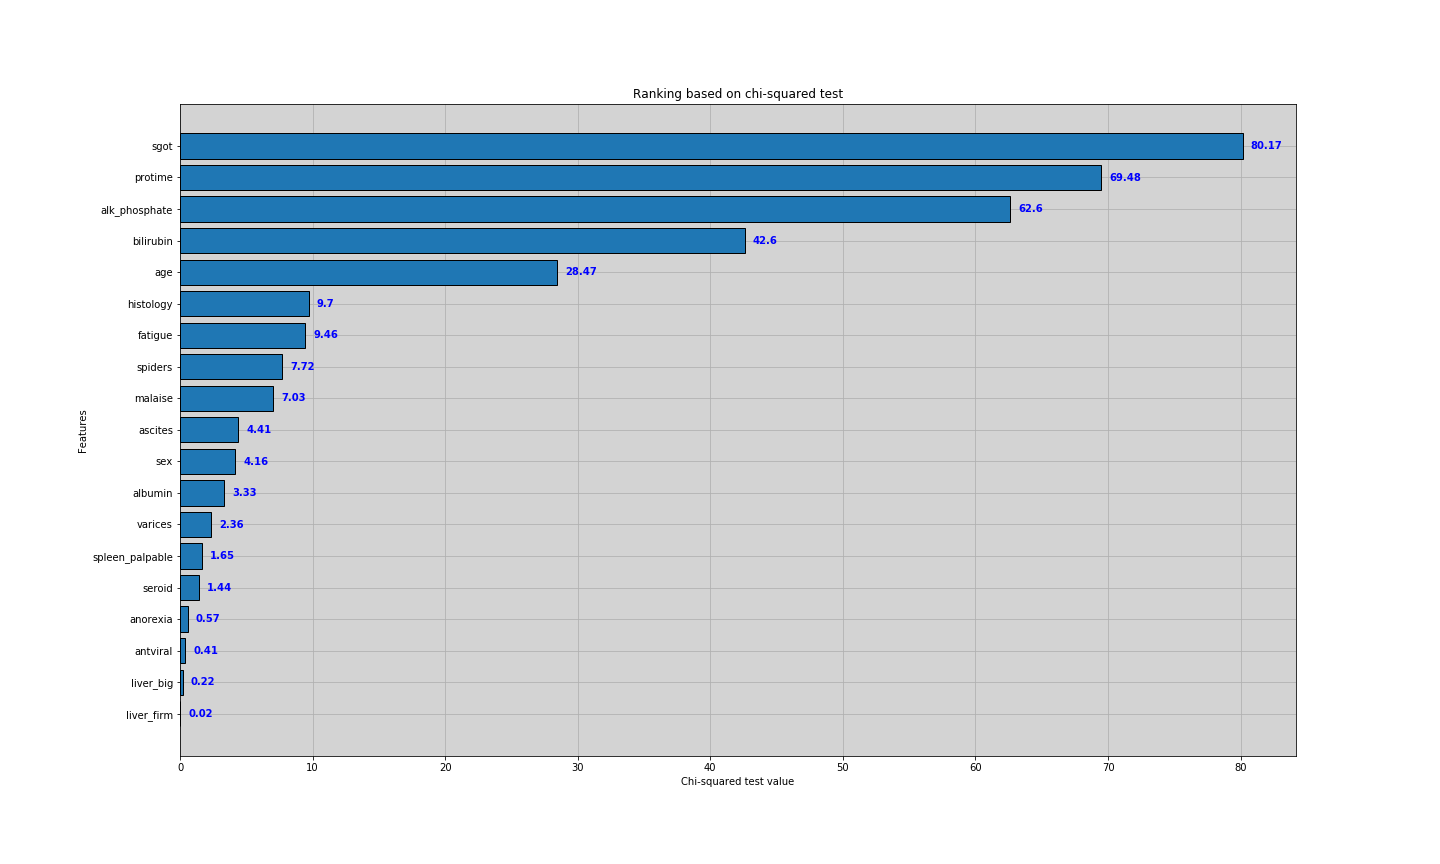 Ranking based on chi-squared test
sgot 80.17
protime 69.48
alk_phosphate 62.6
bilirubin 42.6
age 28.47
histology 9.7
fatigue 9.46
spiders 7.72
malaise 7.03
ascites 4.41
sex 4.16
albumin 3.33
varices 2.36
spleen_palpable 1.65
seroid 1.44
anorexia 0.57
antviral 0.41
liver_big 0.22
liver_firm 0.02
Features
0 10 20 30 40 50 60 70 80
Chi-squared test value